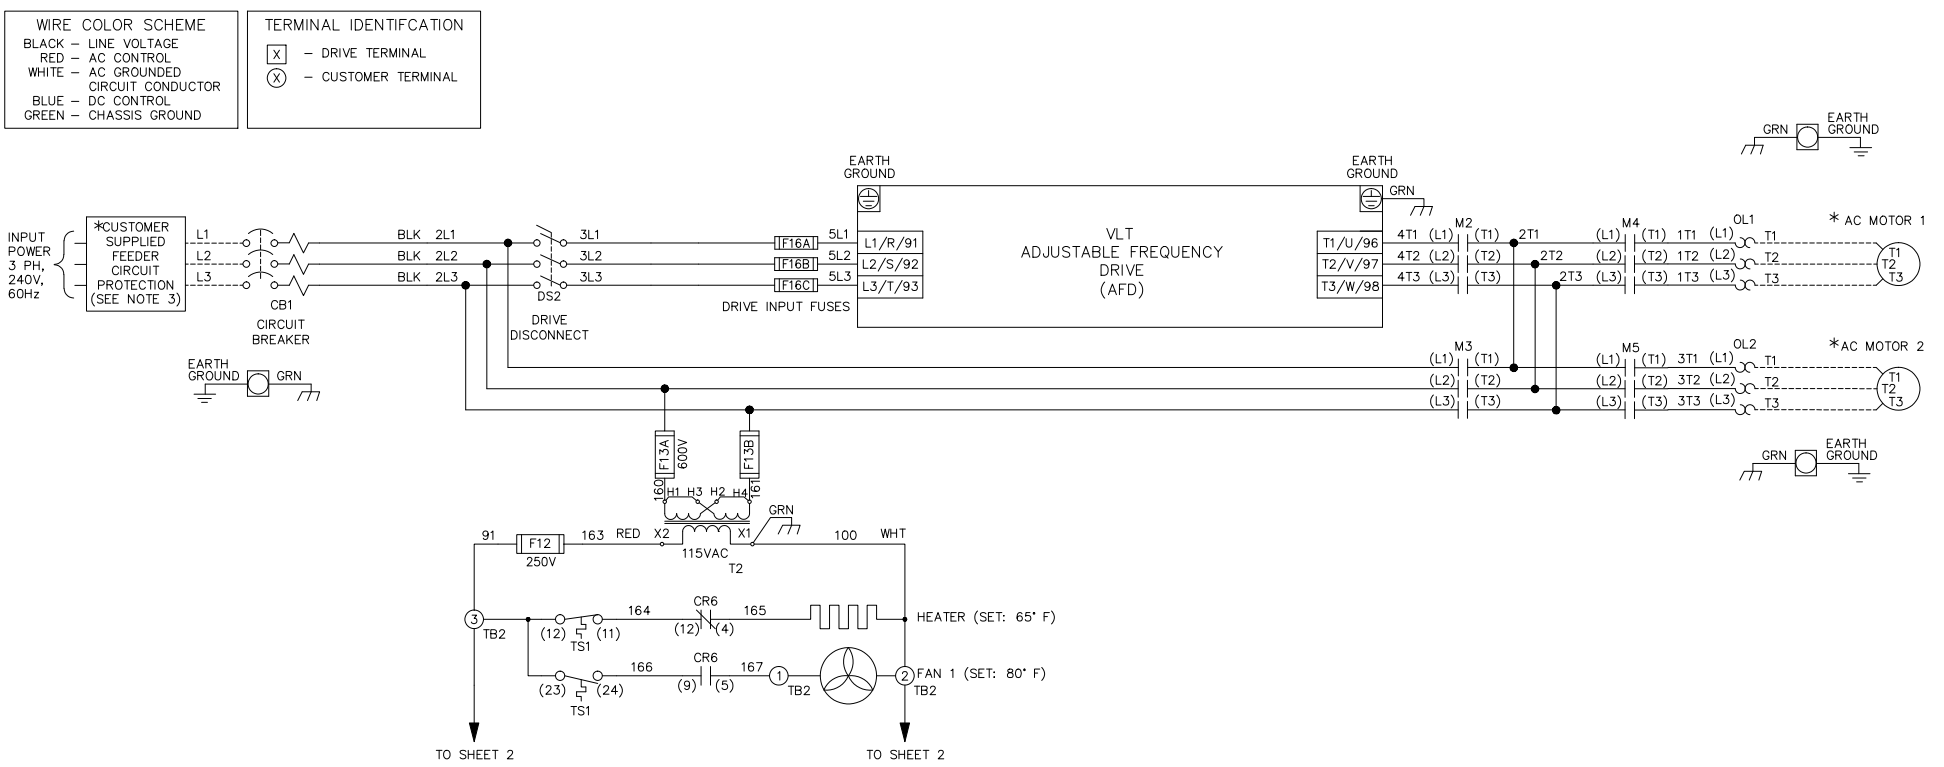 WIRE COLOR SCHEME
BLACK – LINE VOLTAGE
RED – AC CONTROL
WHITE – AC GROUNDED
CIRCUIT CONDUCTOR
BLUE – DC CONTROL
GREEN – CHASSIS GROUND
TERMINAL IDENTIFCATION
X – DRIVE TERMINAL
X – CUSTOMER TERMINAL
GRN
EARTH
GROUND
INPUT
POWER
3 PH,
240V,
60Hz
*CUSTOMER
SUPPLIED
FEEDER
CIRCUIT
PROTECTION
(SEE NOTE 3)
L1
L2
L3
CB1
CIRCUIT
BREAKER
BLK 2L1
BLK 2L2
BLK 2L3
DS2
DRIVE
DISCONNECT
3L1
3L2
3L3
F16A
F16B
F16C
DRIVE INPUT FUSES
5L1
5L2
5L3
EARTH
GROUND
L1/R/91
L2/S/92
L3/T/93
VLT
ADJUSTABLE FREQUENCY
DRIVE
(AFD)
EARTH
GROUND
GRN
T1/U/96
T2/V/97
T3/W/98
M2
4T1 (L1) (T1) 2T1
4T2 (L2) (T2) 2T2
4T3 (L3) (T3) 2T3
M4
(L1) (T1) 1T1 (L1)
(L2) (T2) 1T2 (L2)
(L3) (T3) 1T3 (L3)
OL1
T1
T2
T3
* AC MOTOR 1
T1
T2
T3
EARTH
GROUND GRN
M3
(L1) (T1)
(L2) (T2)
(L3) (T3)
M5
(L1) (T1) 3T1 (L1)
(L2) (T2) 3T2 (L2)
(L3) (T3) 3T3 (L3)
OL2
T1
T2
T3
*AC MOTOR 2
T1
T2
T3
GRN
EARTH
GROUND
F13A
600V
F13B
160
H1 H3 H2 H4
161
GRN
91 F12 163 RED X2 X1 100 WHT
250V
115VAC
T2
3
TB2
(12) (11)
TS1
164
CR6
(12) (4)
165
HEATER (SET: 65° F)
(23) (24)
TS1
166
CR6
(9) (5)
167
1
TB2
2
TB2
FAN 1 (SET: 80° F)
TO SHEET 2
TO SHEET 2